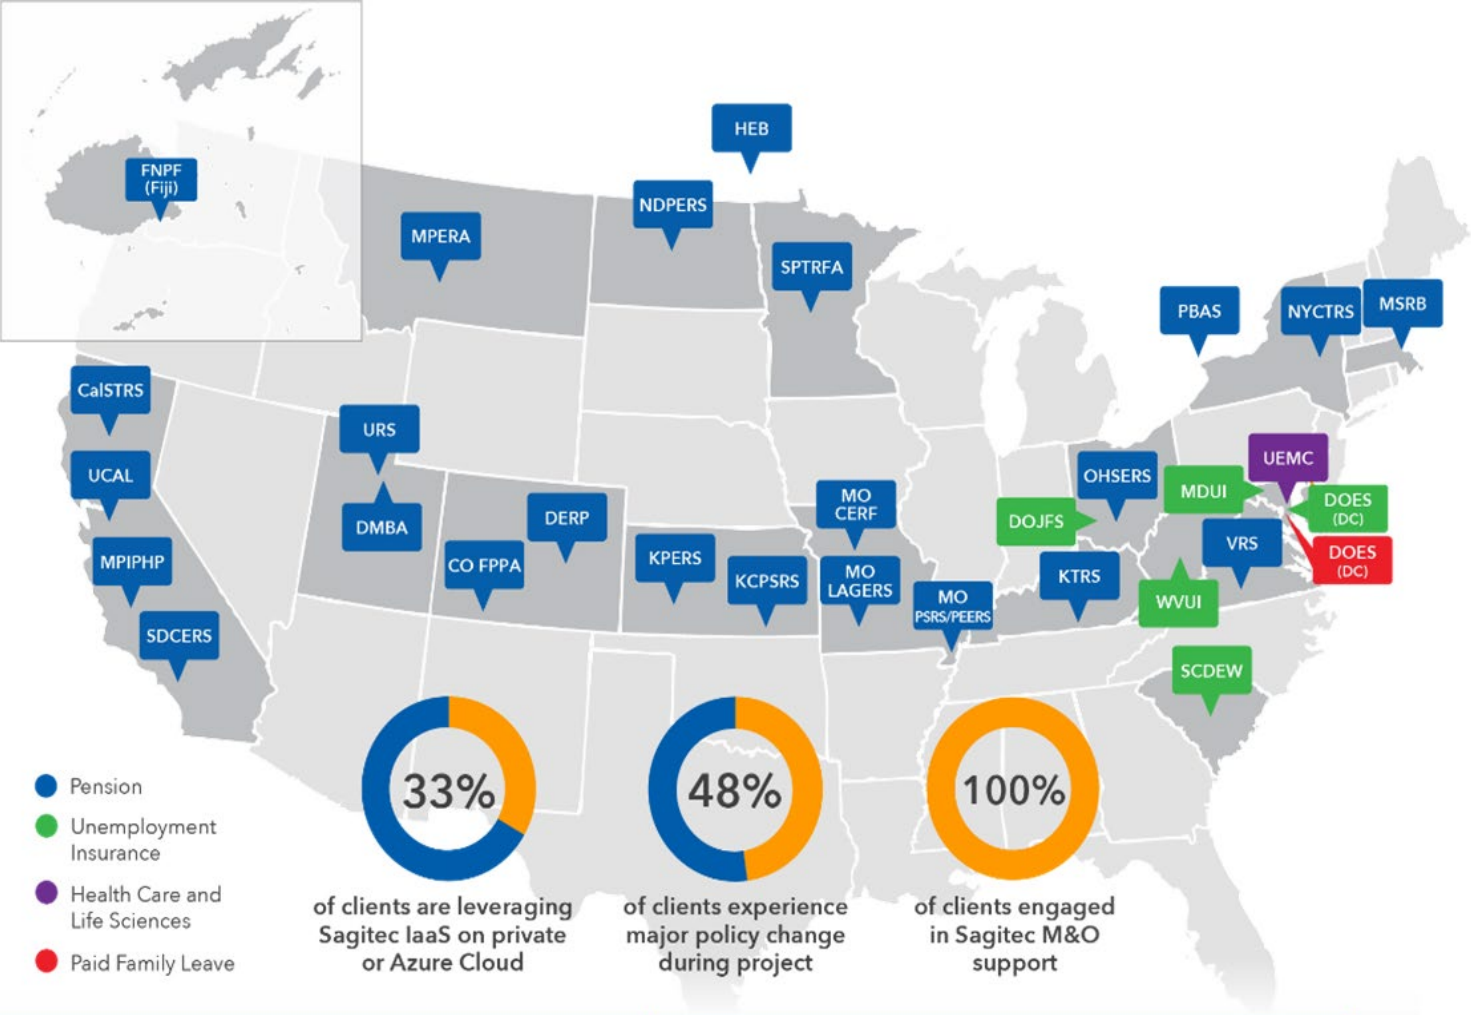 HEB
FNPF
(Fiji)
NDPERS
MPERA
SPTRFA
PBAS
NYCTRS
MSRB
CalSTRS
URS
UCAL
DMBA
DERP
MO
CERF
OHSERS
UEMC
MDUI
DOES
(DC)
DOJFS
VRS
DOES
(DC)
MPIPHP
CO FPPA
KPERS
KCPSRS
MO
LAGERS
MO
PSRS/PEERS
KTRS
WVUI
SDCERS
SCDEW
Pension
Unemployment
Insurance
Health Care and
Life Sciences
Paid Family Leave
33%
of clients are leveraging
Sagitec IaaS on private
or Azure Cloud
48%
of clients experience
major policy change
during project
100%
of clients engaged
in Sagitec M&O
support